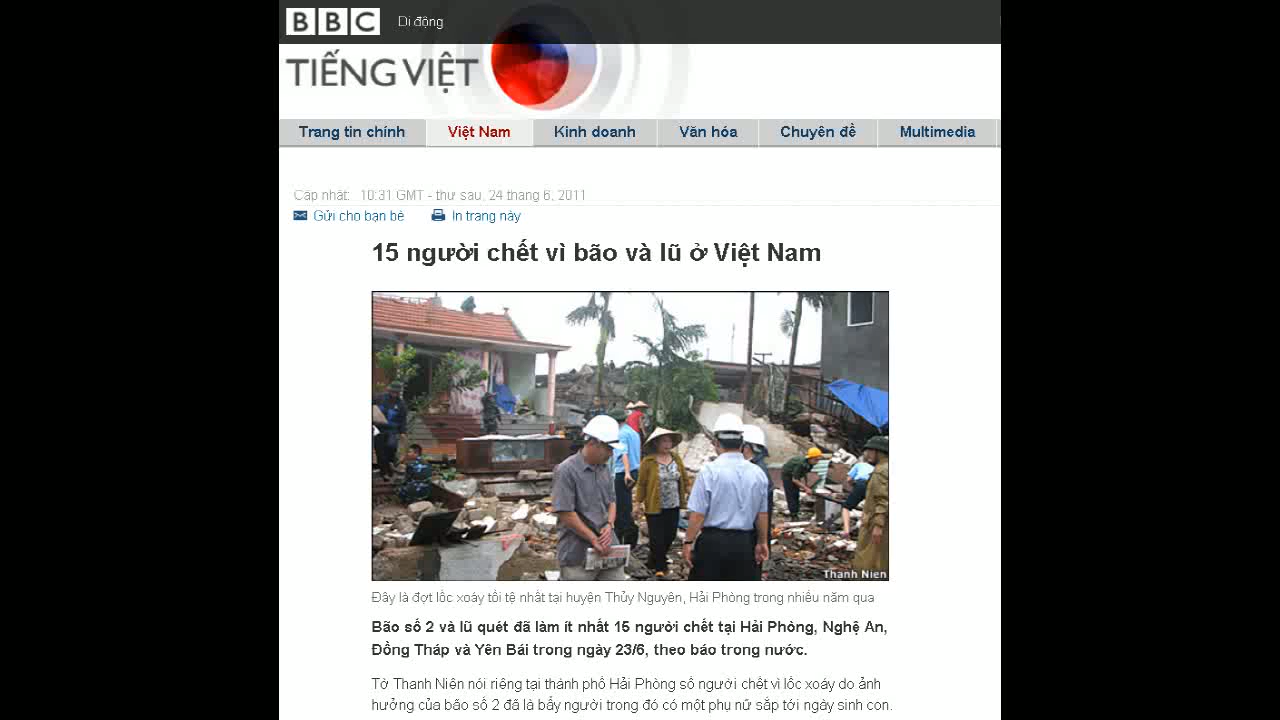 BBC Di động
TIẾNG VIỆT
Trang tin chính Việt Nam Kinh doanh Văn hóa Chuyên đề Multimedia
Cập nhật: 10:31 GMT - thứ sáu, 24 tháng 6, 2011
Gửi cho bạn bè In trang này
15 người chết vì bão và lũ ở Việt Nam
Thanh Nien
Đây là đợt lốc xoáy tồi tệ nhất tại huyện Thủy Nguyên, Hải Phòng trong nhiều năm qua
Bão số 2 và lũ quét đã làm ít nhất 15 người chết tại Hải Phòng, Nghệ An,
Đồng Tháp và Yên Bái trong ngày 23/6, theo báo trong nước.
Tờ Thanh Niên nói riêng tại thành phố Hải Phòng số người chết vì lốc xoáy do ảnh
hưởng của bão số 2 đã là bẩy người trong đó có một phụ nữ sắp tới ngày sinh con.